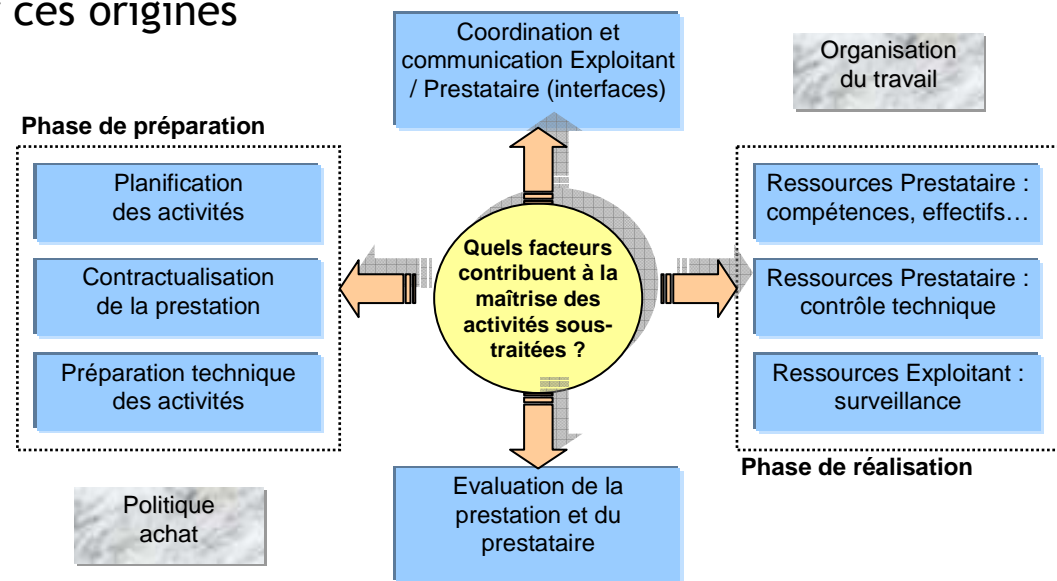 ces origines
Coordination et
communication Exploitant
/ Prestataire (interfaces)
Organisation
du travail
Phase de préparation
Planification
des activités
Contractualisation
de la prestation
Préparation technique
des activités
Quels facteurs
contribuent à la
maîtrise des
activités sous-
traitées ?
Ressources Prestataire :
compétences, effectifs…
Ressources Prestataire :
contrôle technique
Ressources Exploitant :
surveillance
Phase de réalisation
Politique
achat
Evaluation de la
prestation et du
prestataire